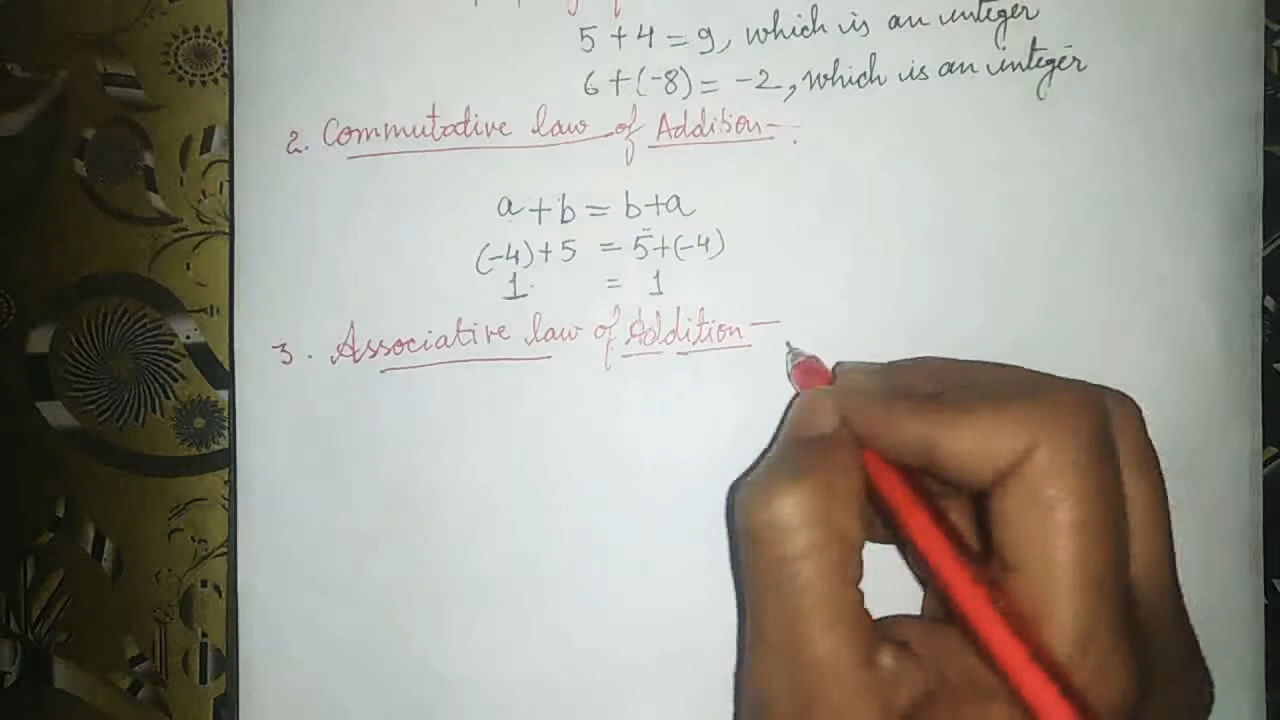 5 + 4 = 9, which is an integer
6 + (-8) = -2, which is an integer
2. Commutative law of Addition-
a + b = b+a
(-4)+5 = 5+(-4)
1 = 1
3. Associative law of Addition-